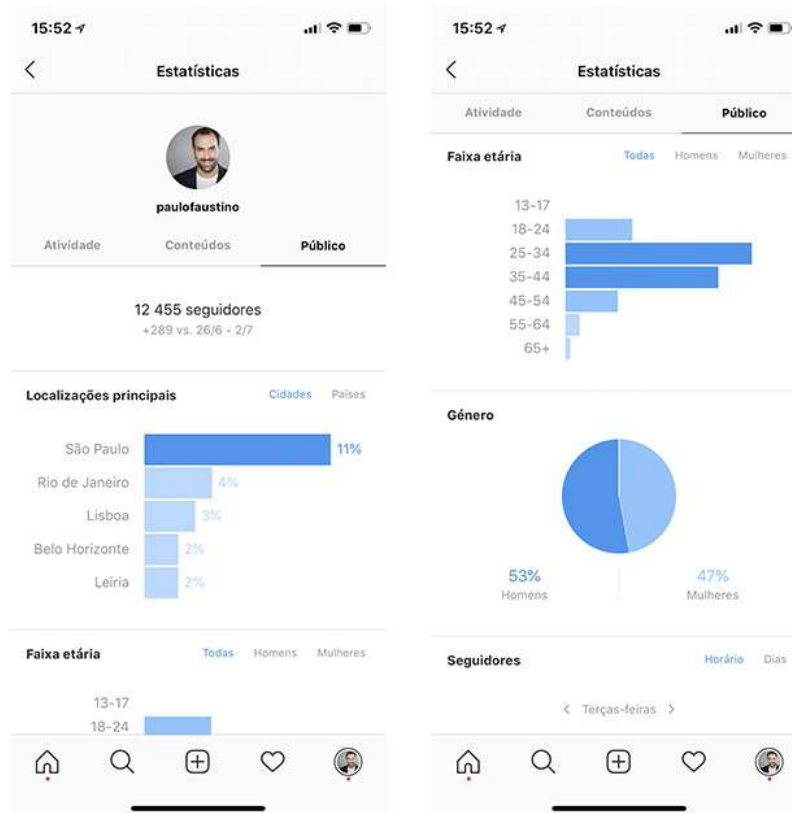 15:52
Estatísticas
paulofaustino
Atividade Conteúdos Público
12 455 seguidores
+289 vs. 26/6 - 2/7
Localizações principais Cidades Países
São Paulo 11%
Rio de Janeiro 4%
Lisboa 3%
Belo Horizonte 2%
Leiria 2%
Faixa etária Todas Homens Mulheres
13-17
18-24
15:52
Estatísticas
Atividade Conteúdos Público
Faixa etária Todas Homens Mulheres
13-17
18-24
25-34
35-44
45-54
55-64
65+
Género
53% 47%
Homens Mulheres
Seguidores Horário Dias
< Terças-feiras >